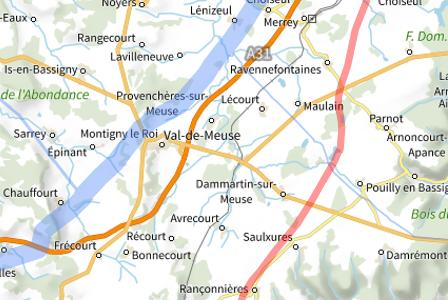 Noyers
Lénizeul
Choiseul
Choiseul
Merrey
-Eaux
Rangecourt
Lavilleneuve
A31
F. Dom.
Ravennefontaines
Is-en-Bassigny
de l'Abondance
Provenchères-sur-
Meuse
Lécourt
Maulain
Parnot
Sarrey
Montigny le Roi
Val-de-Meuse
Arnoncourt
Épinant
Apance
Dammartin-sur-
Meuse
Pouilly en Bassig
Chauffourt
Avrecourt
Bois d
Récourt
Saulxures
Frécourt
Bonnecourt
Damrémont
lles
Rançonnières